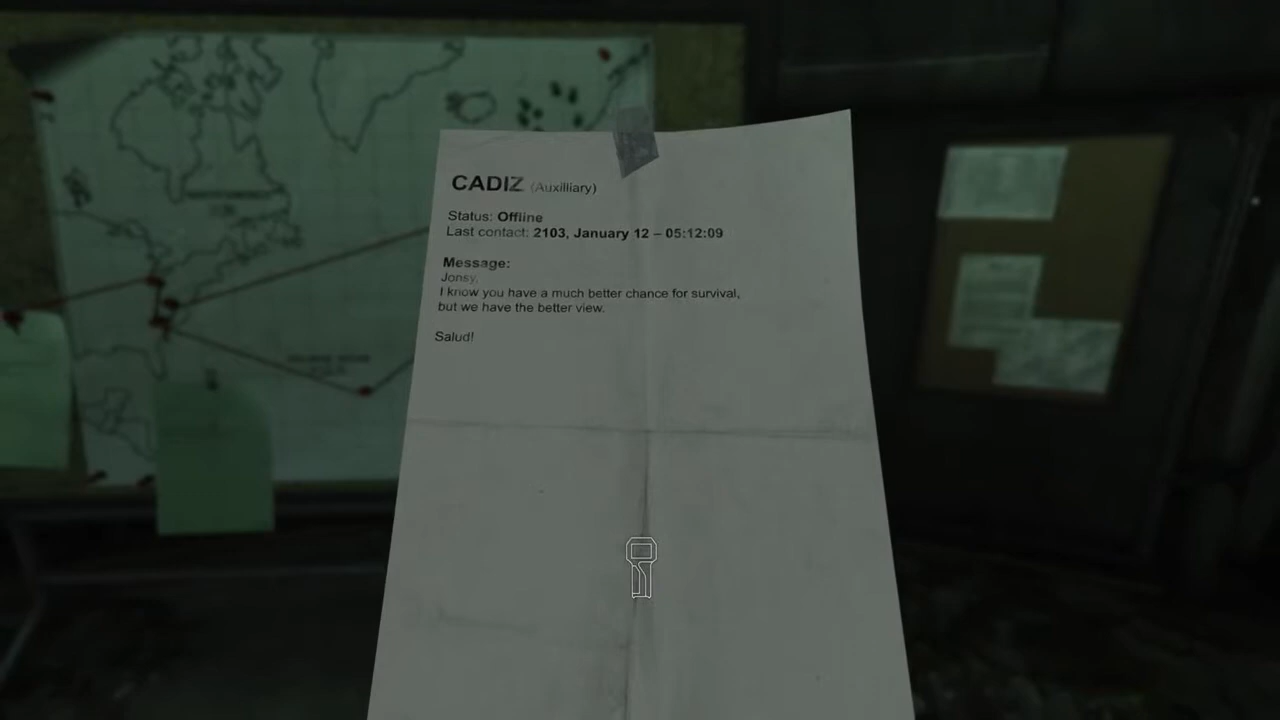 CADIZ (Auxilliary)
Status: Offline
Last contact: 2103, January 12 – 05:12:09
Message:
Jonsy,
I know you have a much better chance for survival,
but we have the better view.
Salud!